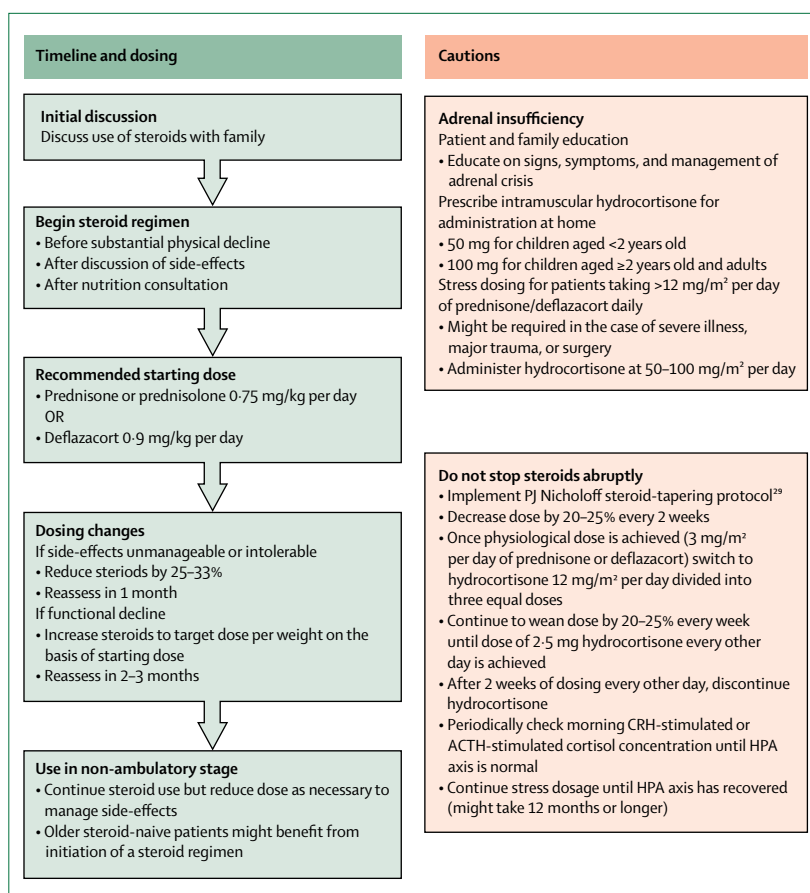 Timeline and dosing
Initial discussion
Discuss use of steroids with family
Begin steroid regimen
• Before substantial physical decline
• After discussion of side-effects
• After nutrition consultation
Recommended starting dose
• Prednisone or prednisolone 0·75 mg/kg per day
OR
• Deflazacort 0·9 mg/kg per day
Dosing changes
If side-effects unmanageable or intolerable
• Reduce steriods by 25–33%
• Reassess in 1 month
If functional decline
• Increase steroids to target dose per weight on the
basis of starting dose
• Reassess in 2–3 months
Use in non-ambulatory stage
• Continue steroid use but reduce dose as necessary to
manage side-effects
• Older steroid-naive patients might benefit from
initiation of a steroid regimen
Cautions
Adrenal insufficiency
Patient and family education
• Educate on signs, symptoms, and management of
adrenal crisis
Prescribe intramuscular hydrocortisone for
administration at home
• 50 mg for children aged <2 years old
• 100 mg for children aged ≥2 years old and adults
Stress dosing for patients taking >12 mg/m² per day
of prednisone/deflazacort daily
• Might be required in the case of severe illness,
major trauma, or surgery
• Administer hydrocortisone at 50–100 mg/m² per day
Do not stop steroids abruptly
• Implement PJ Nicholoff steroid-tapering protocol²⁹
• Decrease dose by 20–25% every 2 weeks
• Once physiological dose is achieved (3 mg/m²
per day of prednisone or deflazacort) switch to
hydrocortisone 12 mg/m² per day divided into
three equal doses
• Continue to wean dose by 20–25% every week
until dose of 2·5 mg hydrocortisone every other
day is achieved
• After 2 weeks of dosing every other day, discontinue
hydrocortisone
• Periodically check morning CRH-stimulated or
ACTH-stimulated cortisol concentration until HPA
axis is normal
• Continue stress dosage until HPA axis has recovered
(might take 12 months or longer)